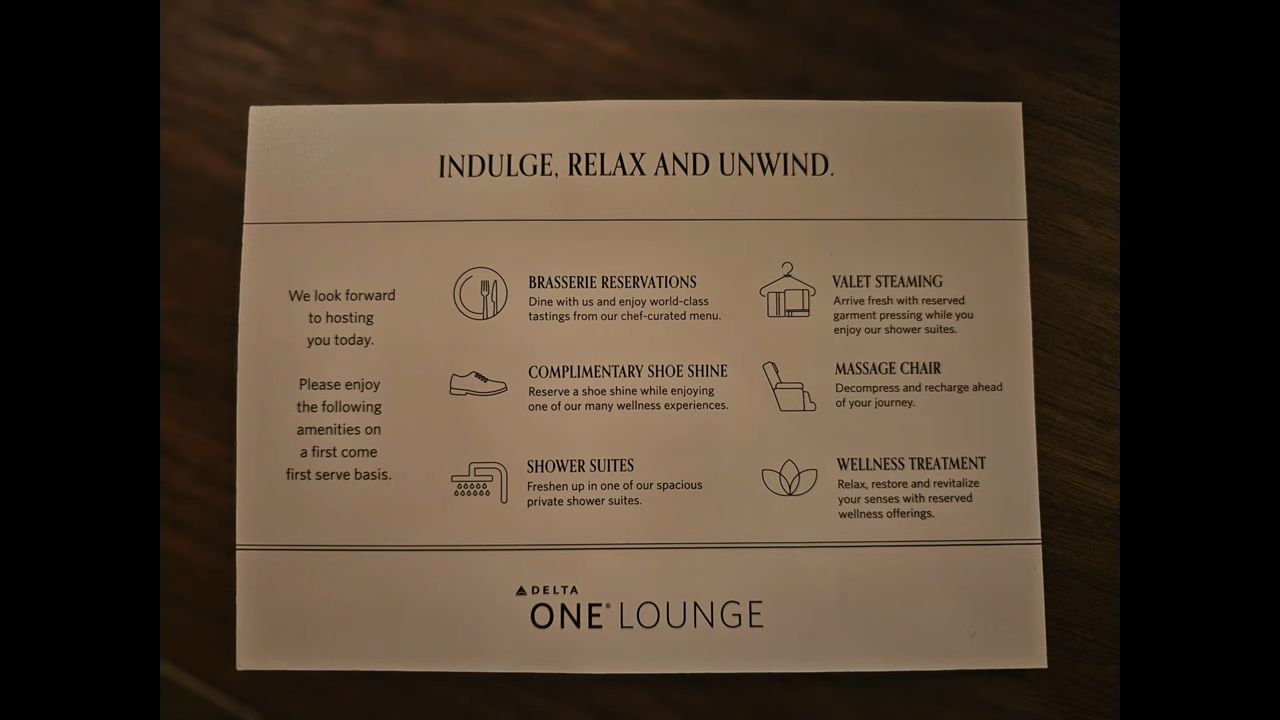 INDULGE, RELAX AND UNWIND.
We look forward
to hosting
you today.
Please enjoy
the following
amenities on
a first come
first serve basis.
BRASSERIE RESERVATIONS
Dine with us and enjoy world-class
tastings from our chef-curated menu.
COMPLIMENTARY SHOE SHINE
Reserve a shoe shine while enjoying
one of our many wellness experiences.
SHOWER SUITES
Freshen up in one of our spacious
private shower suites.
VALET STEAMING
Arrive fresh with reserved
garment pressing while you
enjoy our shower suites.
MASSAGE CHAIR
Decompress and recharge ahead
of your journey.
WELLNESS TREATMENT
Relax, restore and revitalize
your senses with reserved
wellness offerings.
DELTA
ONE® LOUNGE